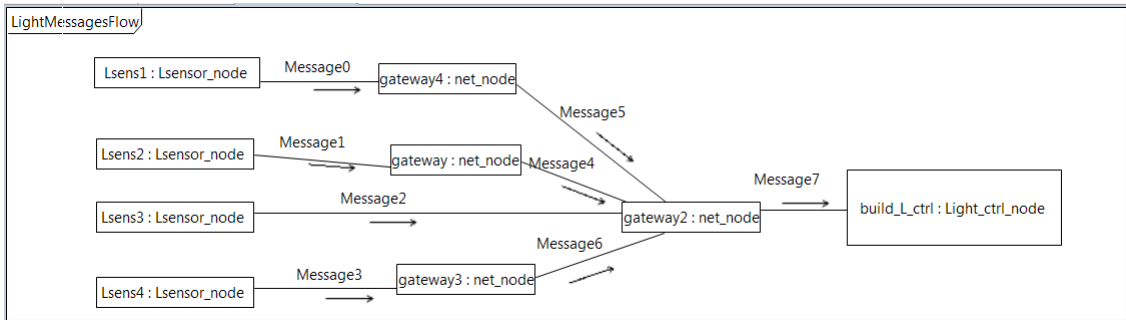 LightMessagesFlow
Lsens1 : Lsensor_node
Message0
gateway4 : net_node
Message5
Lsens2 : Lsensor_node
Message1
gateway : net_node
Message4
Message7
Lsens3 : Lsensor_node
Message2
gateway2 : net_node
build_L_ctrl : Light_ctrl_node
Message6
Lsens4 : Lsensor_node
Message3
gateway3 : net_node